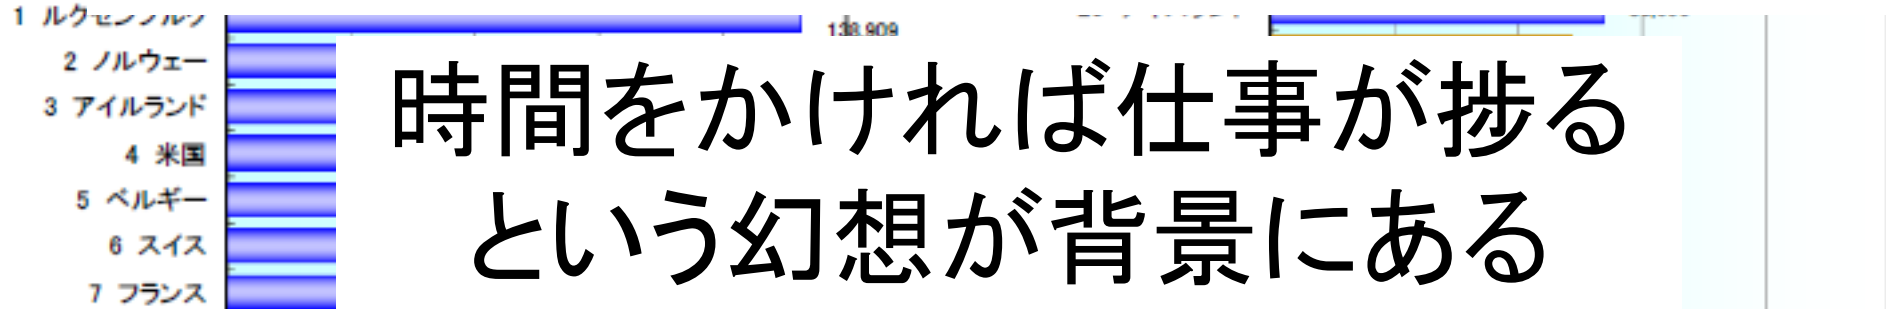 1 ルクセンブルク
138,909
2 ノルウェー
3 アイルランド
4 米国
5 ベルギー
6 スイス
7 フランス
時間をかければ仕事が捗る
という幻想が背景にある